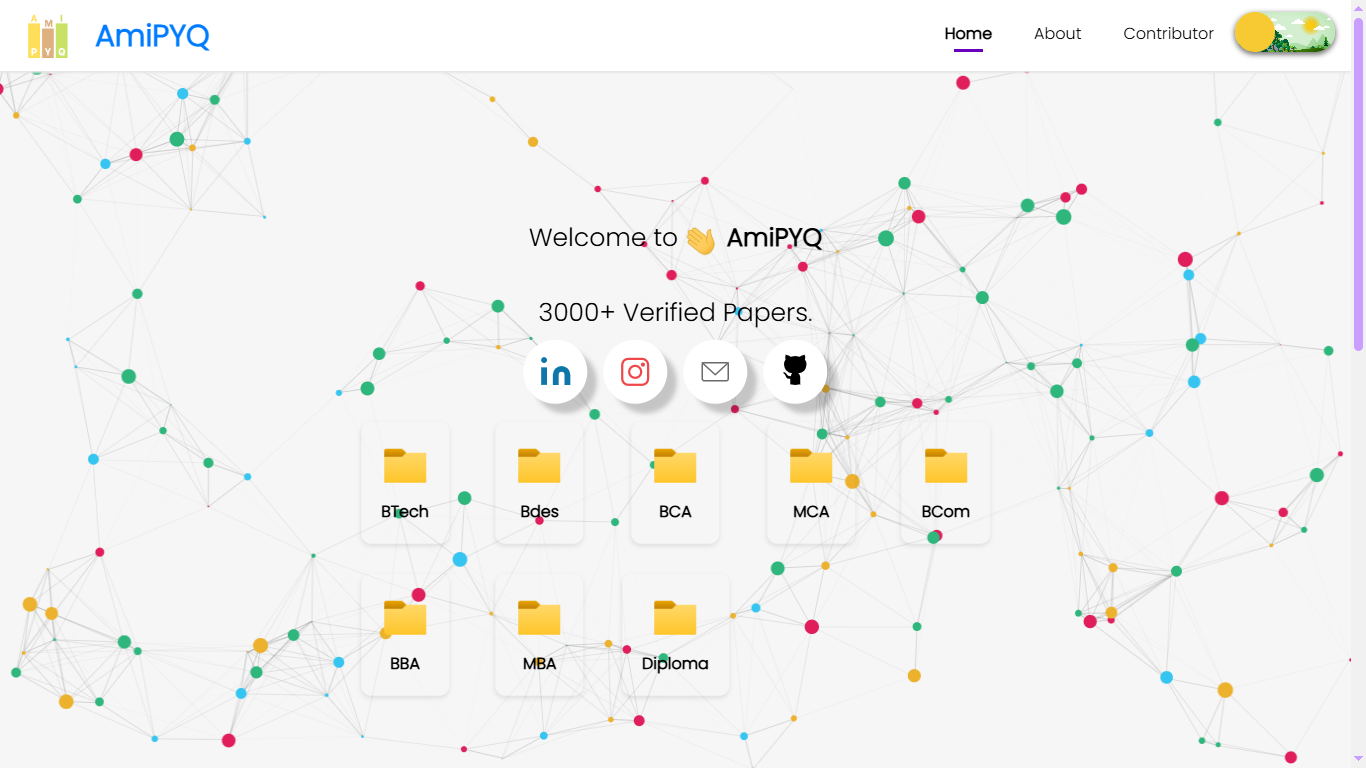 A M I
P Y Q
AmiPYQ
Home
About
Contributor
Welcome to 👋 AmiPYQ
3000+ Verified Papers.
in
BTech
Bdes
BCA
MCA
BCom
BBA
MBA
Diploma